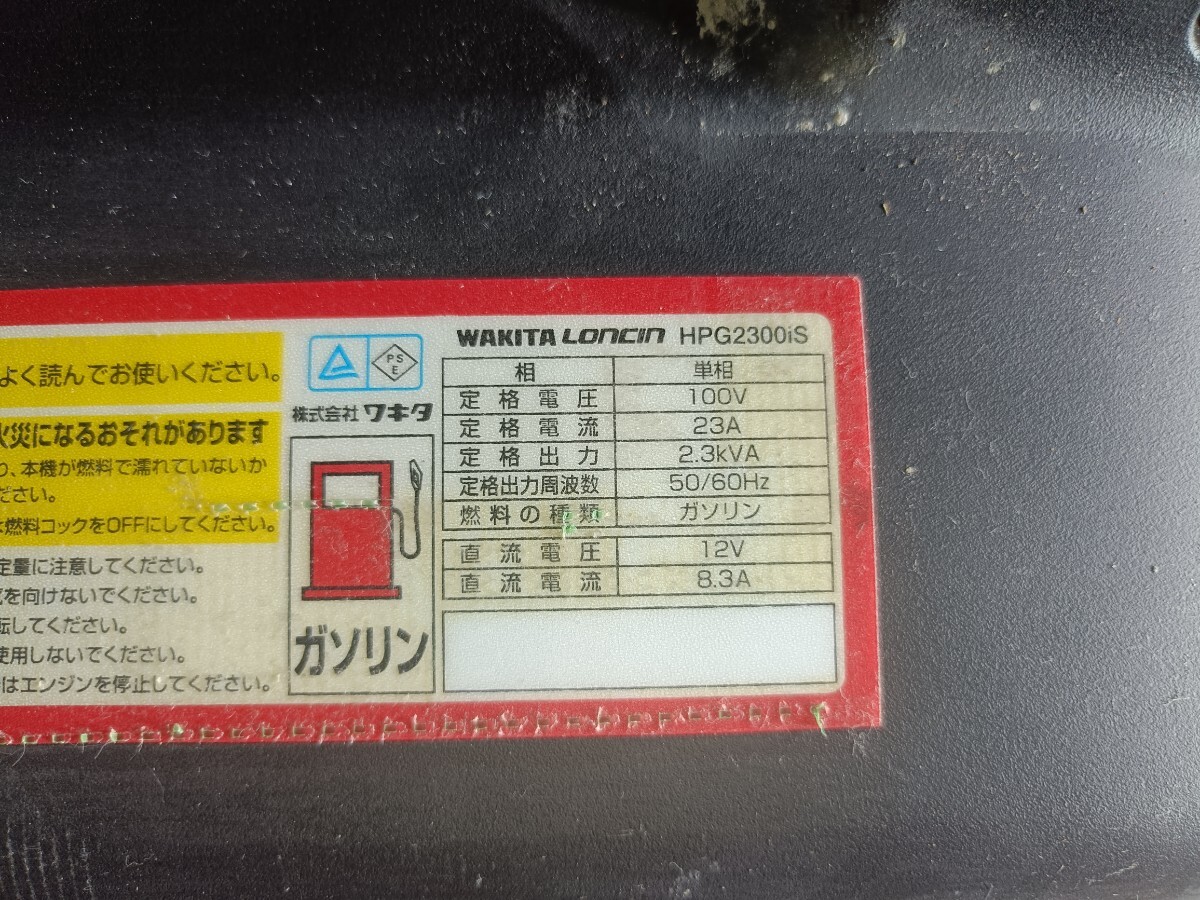 よく読んでお使いください。
火災になるおそれがあります
、本機が燃料で濡れていないか
ださい。
燃料コックをOFFにしてください。
定量に注意してください。
を向けないでください。
転してください。
使用しないでください。
はエンジンを停止してください。
PS
E
株式会社 ワキタ
ガソリン
WAKITA LONCIN HPG2300iS
相 単相
定格電圧 100V
定格電流 23A
定格出力 2.3kVA
定格出力周波数 50/60Hz
燃料の種類 ガソリン
直流電圧 12V
直流電流 8.3A